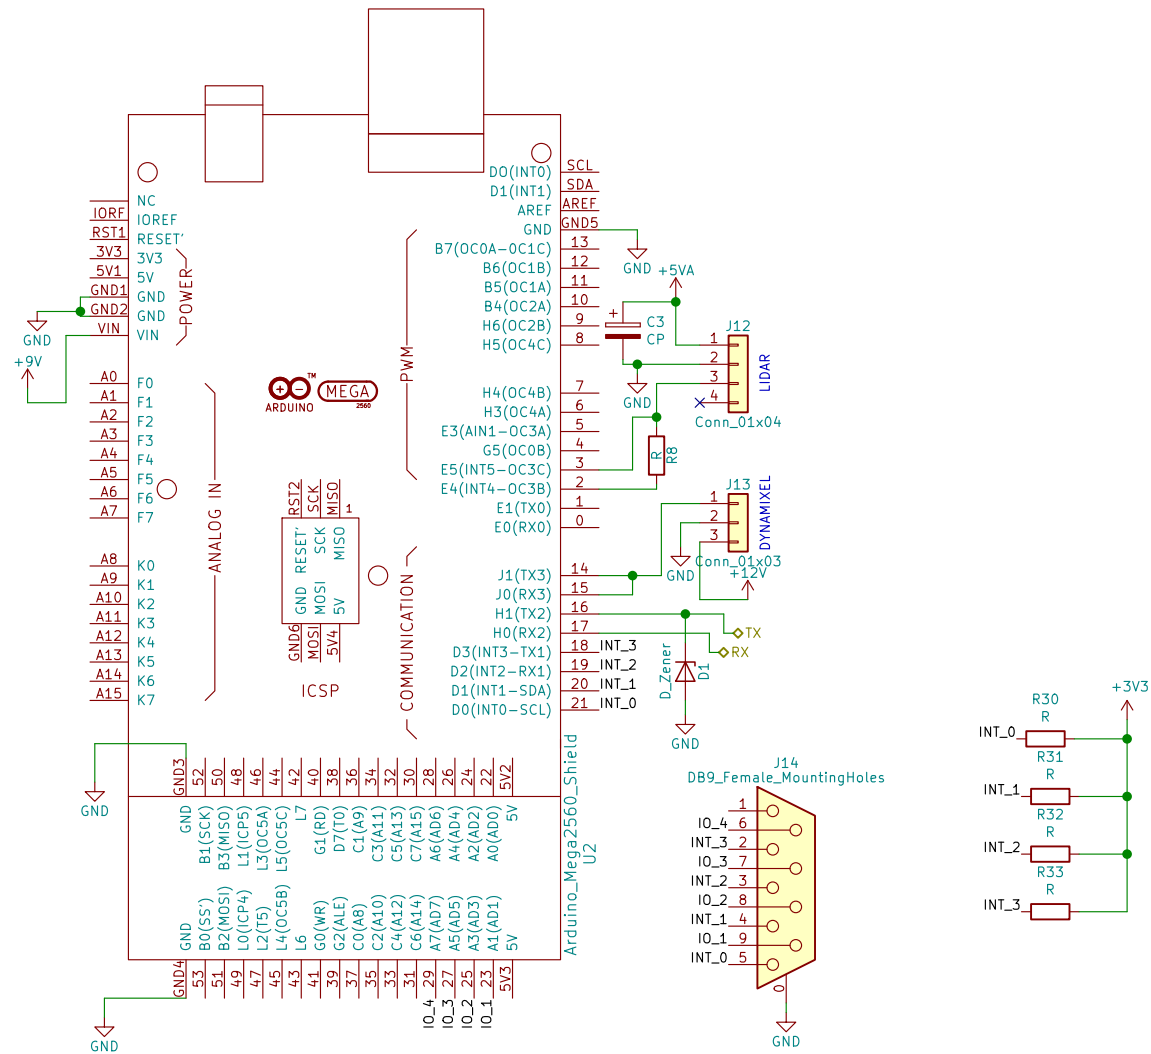 NC
IORF IOREF
RST1 RESET'
3V3 3V3
5V1 5V
GND1 GND
GND2 GND
VIN VIN
GND
+9V
POWER
A0 F0
A1 F1
A2 F2
A3 F3
A4 F4
A5 F5
A6 F6
A7 F7
A8 K0
A9 K1
A10 K2
A11 K3
A12 K4
A13 K5
A14 K6
A15 K7
ANALOG IN
TM
ARDUINO
MEGA
2560
RST2 SCK MISO 1
RESET' SCK MISO
GND MOSI 5V
GND6 MOSI 5V4
ICSP
PWM
COMMUNICATION
D0(INT0) SCL
D1(INT1) SDA
AREF AREF
GND GND5
B7(OC0A-OC1C) 13
B6(OC1B) 12
B5(OC1A) 11
B4(OC2A) 10
H6(OC2B) 9
H5(OC4C) 8
H4(OC4B) 7
H3(OC4A) 6
E3(AIN1-OC3A) 5
G5(OC0B) 4
E5(INT5-OC3C) 3
E4(INT4-OC3B) 2
E1(TX0) 1
E0(RX0) 0
J1(TX3) 14
J0(RX3) 15
H1(TX2) 16
H0(RX2) 17
D3(INT3-TX1) 18 INT_3
D2(INT2-RX1) 19 INT_2
D1(INT1-SDA) 20 INT_1
D0(INT0-SCL) 21 INT_0
GND
+5VA
+
C3
CP
GND
J12
1
2
3
4
LIDAR
Conn_01x04
R
R8
J13
1
2
3
DYNAMIXEL
Conn_01x03
GND
+12V
TX
RX
D_Zener
D1
GND
GND
GND3 52 50 48 46 44 42 40 38 36 34 32 30 28 26 24 22 5V2
GND B1(SCK) B3(MISO) L1(ICP5) L3(OC5A) L5(OC5C) L7 G1(RD) D7(T0) C1(A9) C3(A11) C5(A13) C7(A15) A6(AD6) A4(AD4) A2(AD2) A0(AD0) 5V
GND B0(SS') B2(MOSI) L0(ICP4) L2(T5) L4(OC5B) L6 G0(WR) G2(ALE) C0(A8) C2(A10) C4(A12) C6(A14) A7(AD7) A5(AD5) A3(AD3) A1(AD1) 5V
GND4 53 51 49 47 45 43 41 39 37 35 33 31 29 27 25 23 5V3
IO_4 IO_3 IO_2 IO_1
GND
Arduino_Mega2560_Shield
U2
J14
DB9_Female_MountingHoles
1
IO_4 6
INT_3 2
IO_3 7
INT_2 3
IO_2 8
INT_1 4
IO_1 9
INT_0 5
0
GND
+3V3
R30
R
INT_0
R31
R
INT_1
R32
R
INT_2
R33
R
INT_3